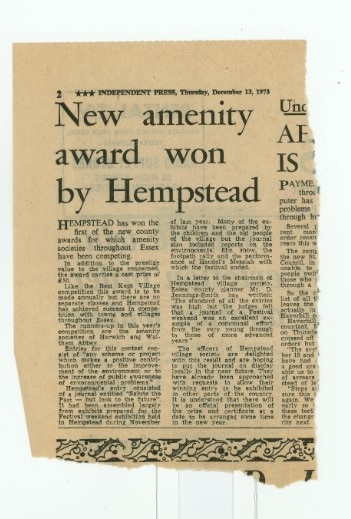 2 ★★★ INDEPENDENT PRESS, Thursday, December 13, 1973
New amenity
award won
by Hempstead
HEMPSTEAD has won the
first of the new county
awards for which amenity
societies throughout Essex
have been competing.
In addition to the prestige
value to the village concerned,
the award carries a cash prize of
£50.
Like the Best Kept Village
competition this award is to be
made annually but there are no
separate classes and Hempstead
has achieved success in compe-
tition with towns and villages
throughout Essex.
The runners-up in this year's
competition are the amenity
societies of Harwich and Wal-
tham Abbey.
Entries for this contest con-
sist of "any scheme or project
which makes a positive contri-
bution either to the improve-
ment of the environment or to
the increase of public awareness
of environmental problems."
Hempstead's entry consisted
of a journal entitled "Salute the
Past — but look to the future".
It had been assembled largely
from exhibits prepared for the
Festival weekend exhibition held
in Hempstead during November
of last year. Many of the ex-
hibits have been prepared by
the children and the old people
of the village but the journal
also included reports on the
environmental film show, the
footpath rally and the perform-
ance of Handel's Messiah with
which the festival ended.
In a letter to the chairman of
Hempstead village society,
Essex county planner Mr. D.
Jennings-Smith has written:
"The standard of all the entries
was high but the judges felt
that a journal of a Festival
weekend was an excellent ex-
ample of a communal effort
from the very young through
to those of more advanced
years"
The officers of Hempstead
village society are delighted
with this result and are hoping
to put the journal on display
locally in the near future. They
have already been approached
with requests to allow their
winning entry to be exhibited
in other parts of the country.
It is understood that there will
be an official presentation of
the prize and certificate at a
date to be arranged some time
in the new year.
IS
PAYME
puter has
problems
through